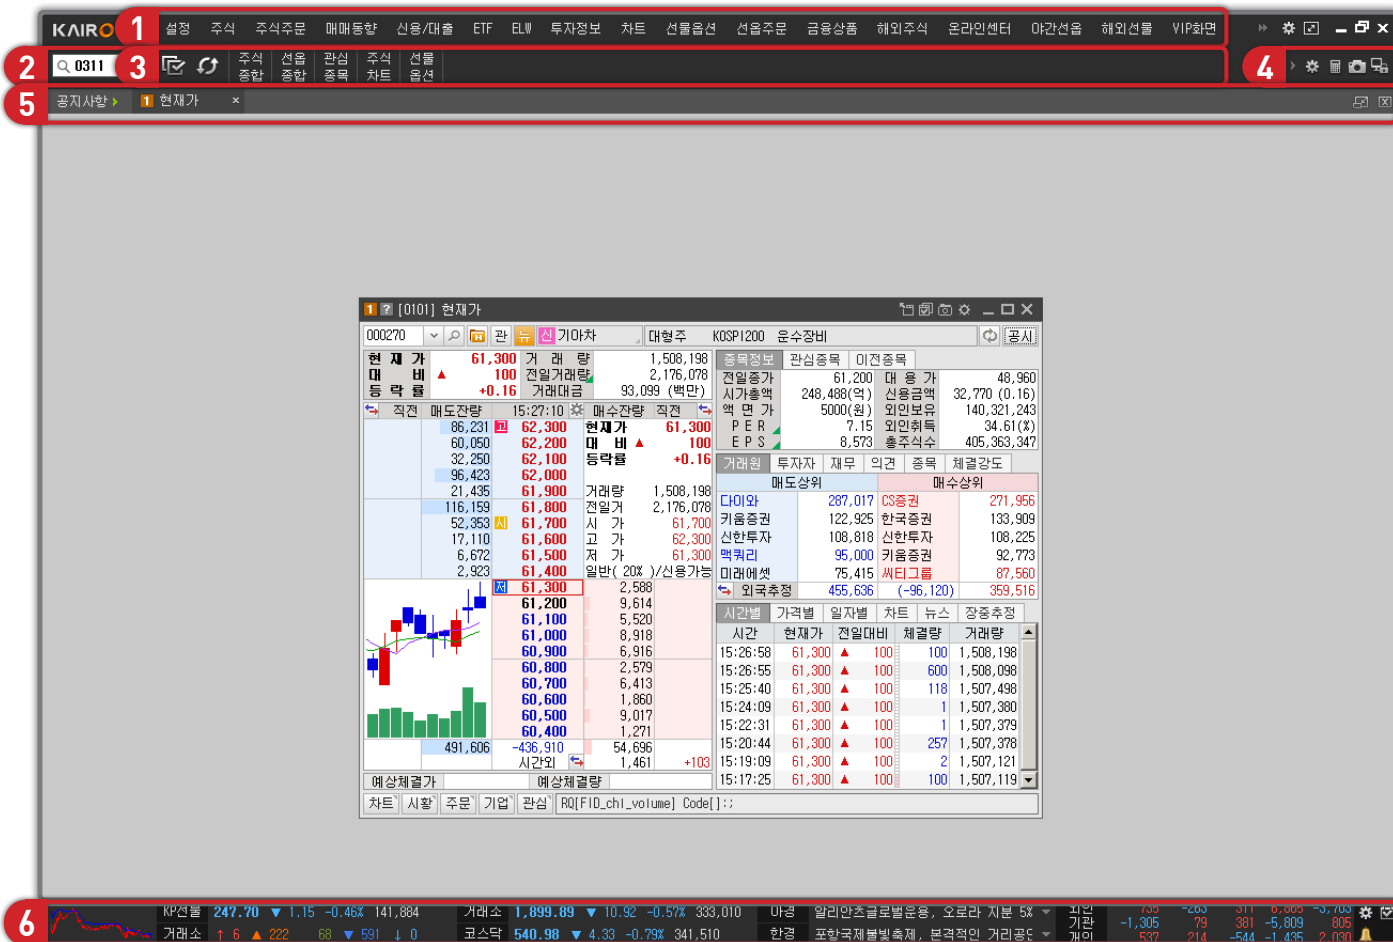 KAIRO 1 설정 주식 주식주문 매매동향 신용/대출 ETF ELW 투자정보 차트 선물옵션 선옵주문 금융상품 해외주식 온라인센터 야간선옵 해외선물 VIP화면
2 0311 3 주식종합 선옵종합 관심종목 주식차트 선물옵션 4
5 공지사항 1 현재가 ×
1 ? [0101] 현재가
000270 관 뉴 신 기아차 대형주 KOSPI200 운수장비 공시
현재가 61,300 거래량 1,508,198
대비 ▲ 100 전일거래량 2,176,078
등락률 +0.16 거래대금 93,099 (백만)
종목정보 관심종목 이전종목
전일종가 61,200 대용가 48,960
시가총액 248,488(억) 신용금액 32,770 (0.16)
액면가 5000(원) 외인보유 140,321,243
PER 7.15 외인취득 34.61(%)
EPS 8,573 총주식수 405,363,347
직전 매도잔량 15:27:10 매수잔량 직전
86,231 고 62,300 현재가 61,300
60,050 62,200 대비 ▲ 100
32,250 62,100 등락률 +0.16
96,423 62,000
21,435 61,900 거래량 1,508,198
116,159 61,800 전일거 2,176,078
52,353 시 61,700 시가 61,700
17,110 61,600 고가 62,300
6,672 61,500 저가 61,300
2,923 61,400 일반( 20% )/신용가능
저 61,300 2,588
61,200 9,614
61,100 5,520
61,000 8,918
60,900 6,916
60,800 2,579
60,700 6,413
60,600 1,860
60,500 9,017
60,400 1,271
491,606 -436,910 54,696
시간외 1,461 +103
예상체결가 예상체결량
거래원 투자자 재무 의견 종목 체결강도
매도상위 매수상위
다이와 287,017 CS증권 271,956
키움증권 122,925 한국증권 133,909
신한투자 108,818 신한투자 108,225
맥쿼리 95,000 키움증권 92,773
미래에셋 75,415 씨티그룹 87,560
외국추정 455,636 (-96,120) 359,516
시간별 가격별 일자별 차트 뉴스 장중추정
시간 현재가 전일대비 체결량 거래량
15:26:58 61,300 ▲ 100 100 1,508,198
15:26:55 61,300 ▲ 100 600 1,508,098
15:25:40 61,300 ▲ 100 118 1,507,498
15:24:09 61,300 ▲ 100 1 1,507,380
15:22:31 61,300 ▲ 100 1 1,507,379
15:20:44 61,300 ▲ 100 257 1,507,378
15:19:09 61,300 ▲ 100 2 1,507,121
15:17:25 61,300 ▲ 100 100 1,507,119
차트 시황 주문 기업 관심 RQ[FID_chl_volume] Code[]:;
6 KP선물 247.70 ▼ 1.15 -0.46% 141,884 거래소 1,899.89 ▼ 10.92 -0.57% 333,010 마경 알리안츠글로벌운용, 오로라 지분 5% 외인 735 -263 311 6,865 -3,703
거래소 ↑ 6 ▲ 222 68 ▼ 591 ↓ 0 코스닥 540.98 ▼ 4.33 -0.79% 341,510 한경 포항국제불빛축제, 본격적인 거리공 기관 -1,305 79 381 -5,809 805
개인 537 214 -544 -1,435 2,030